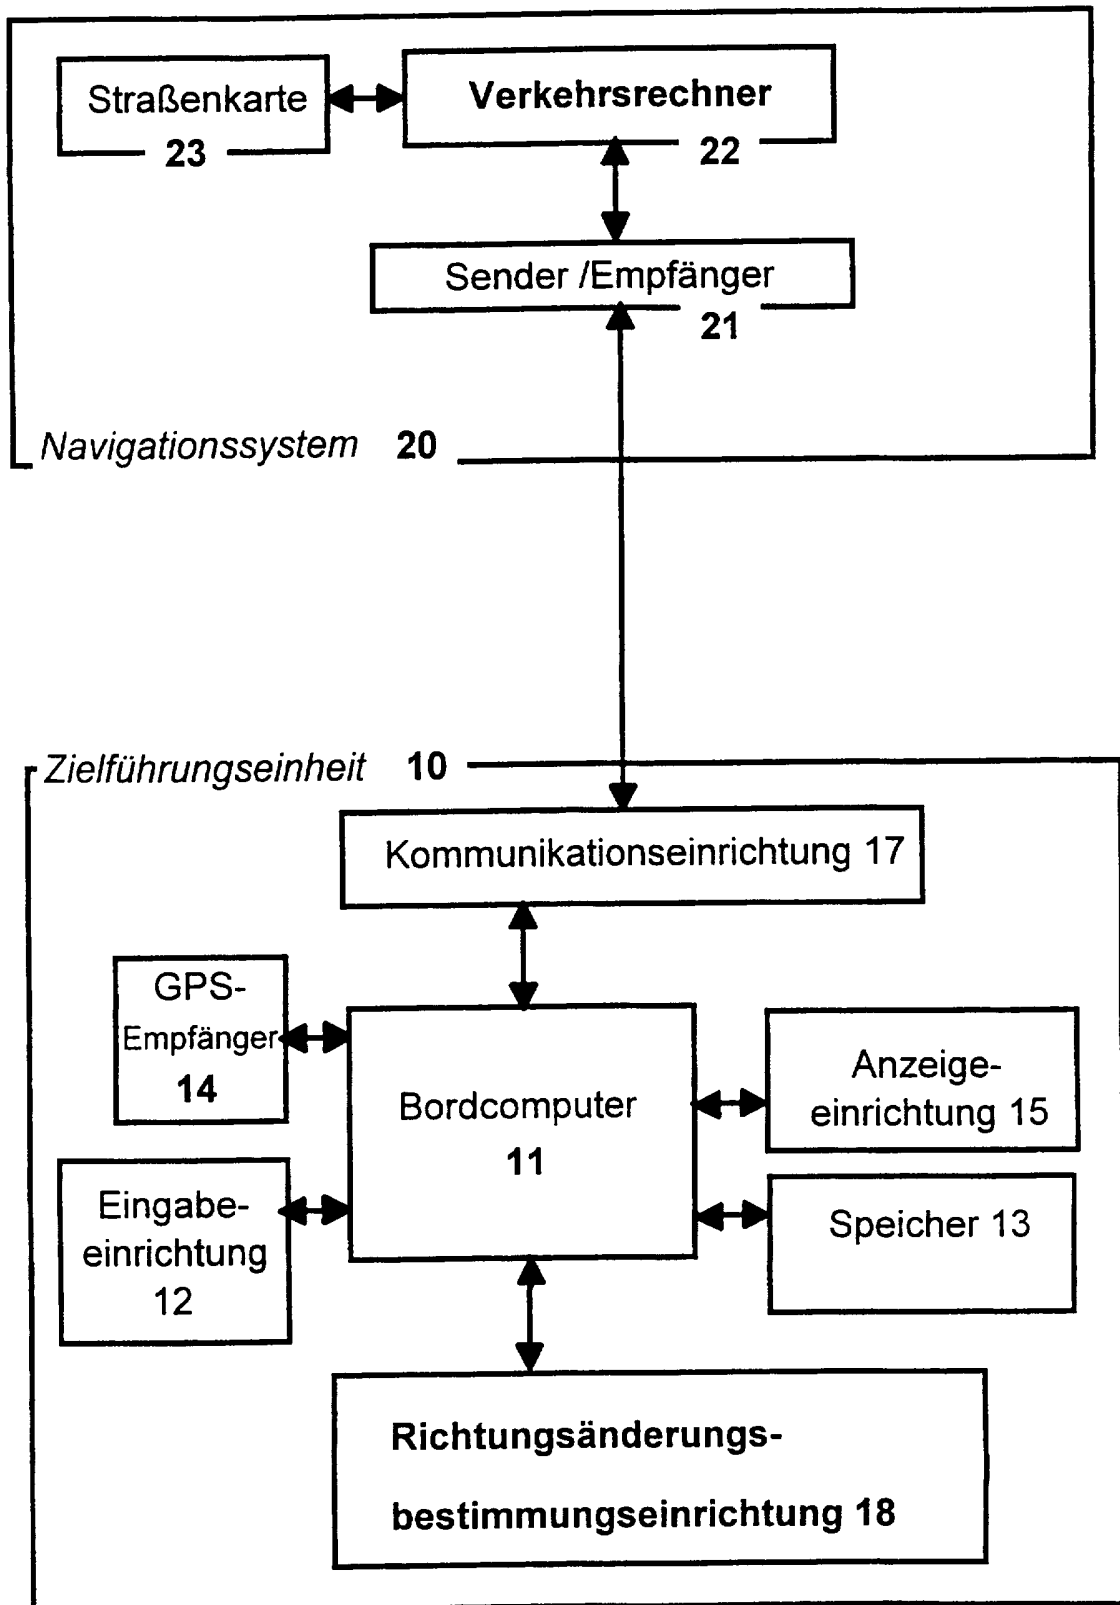 Straßenkarte
23
Verkehrsrechner
22
Sender /Empfänger
21
Navigationssystem 20
Zielführungseinheit 10
Kommunikationseinrichtung 17
GPS-
Empfänger
14
Bordcomputer
11
Anzeige-
einrichtung 15
Eingabe-
einrichtung
12
Speicher 13
Richtungsänderungs-
bestimmungseinrichtung 18